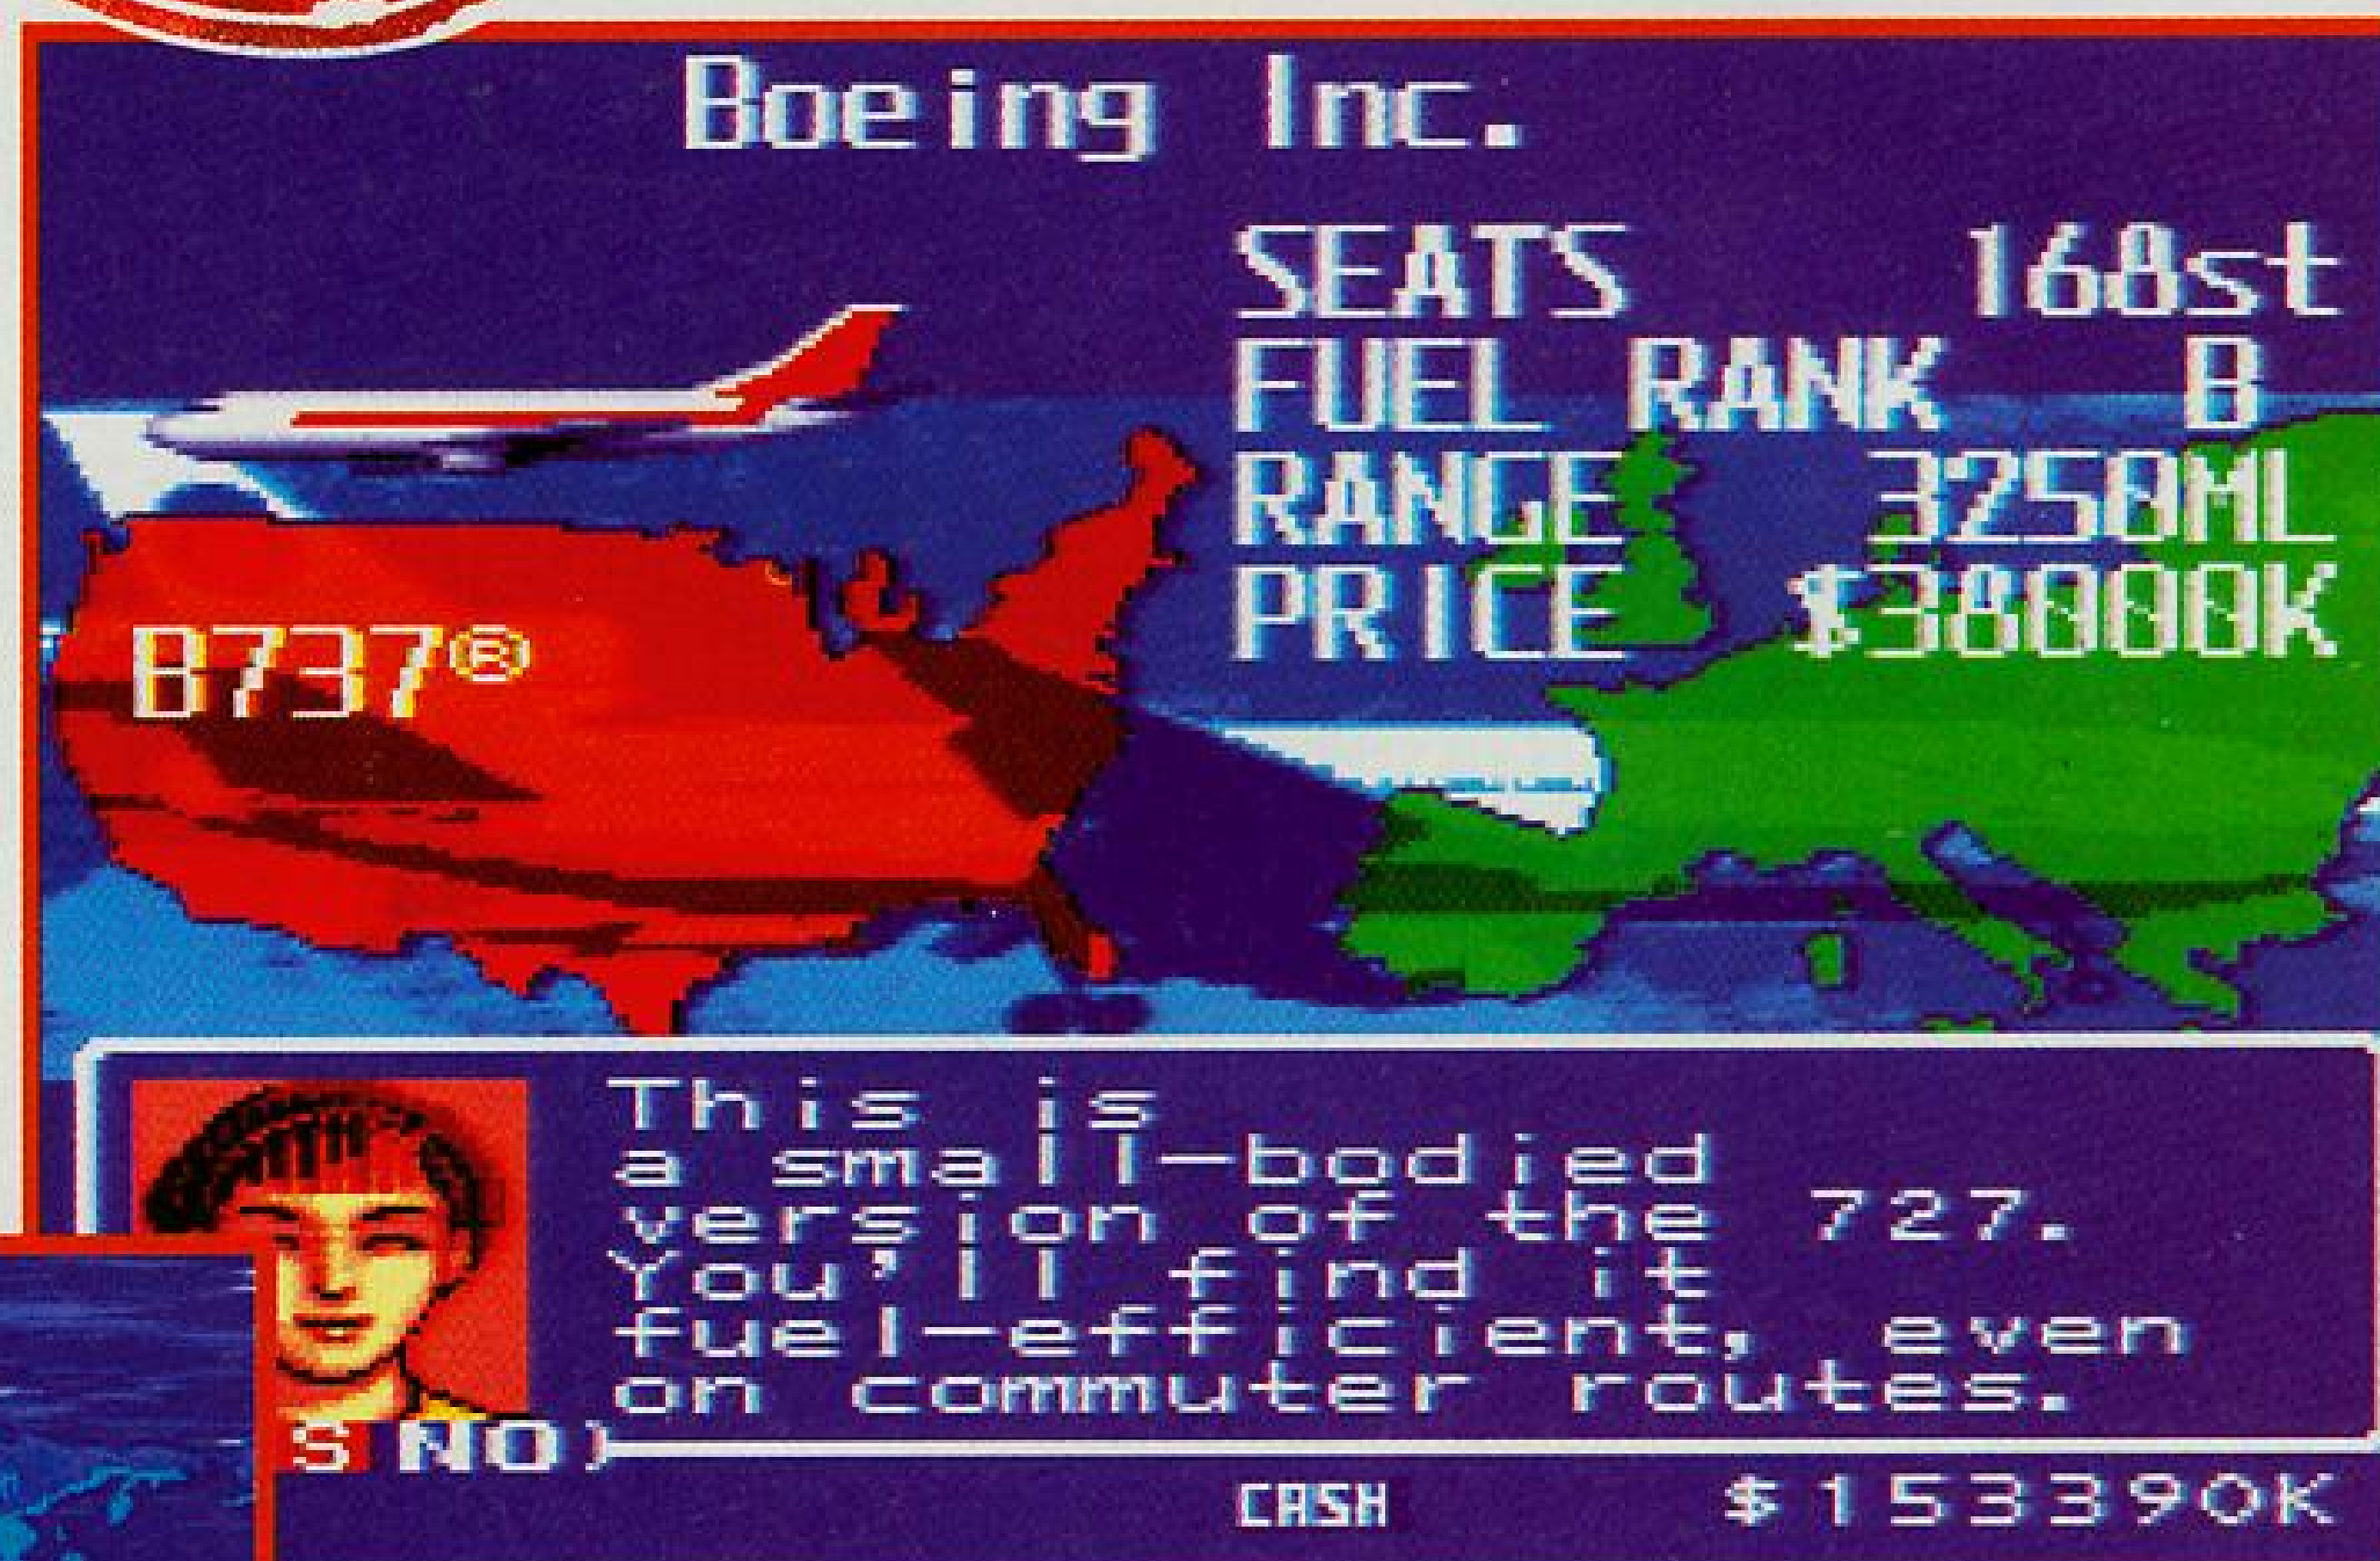 Boeing Inc.
SEATS 168st
FUEL RANK B
RANGE 3250ML
PRICE $38000K
B737®
This is
a small-bodied
version of the 727.
You'll find it
fuel-efficient, even
on commuter routes.
S NO)
CASH $153390K